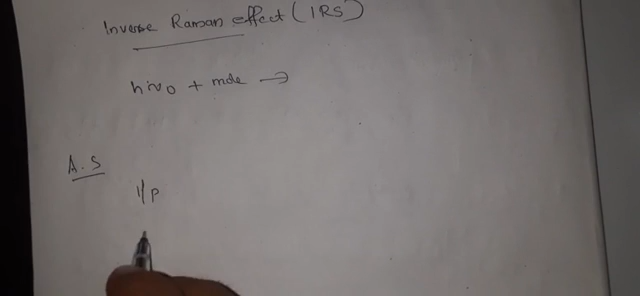 Inverse Raman effect (IRS)
hν0 + mole →
A.S
i/p